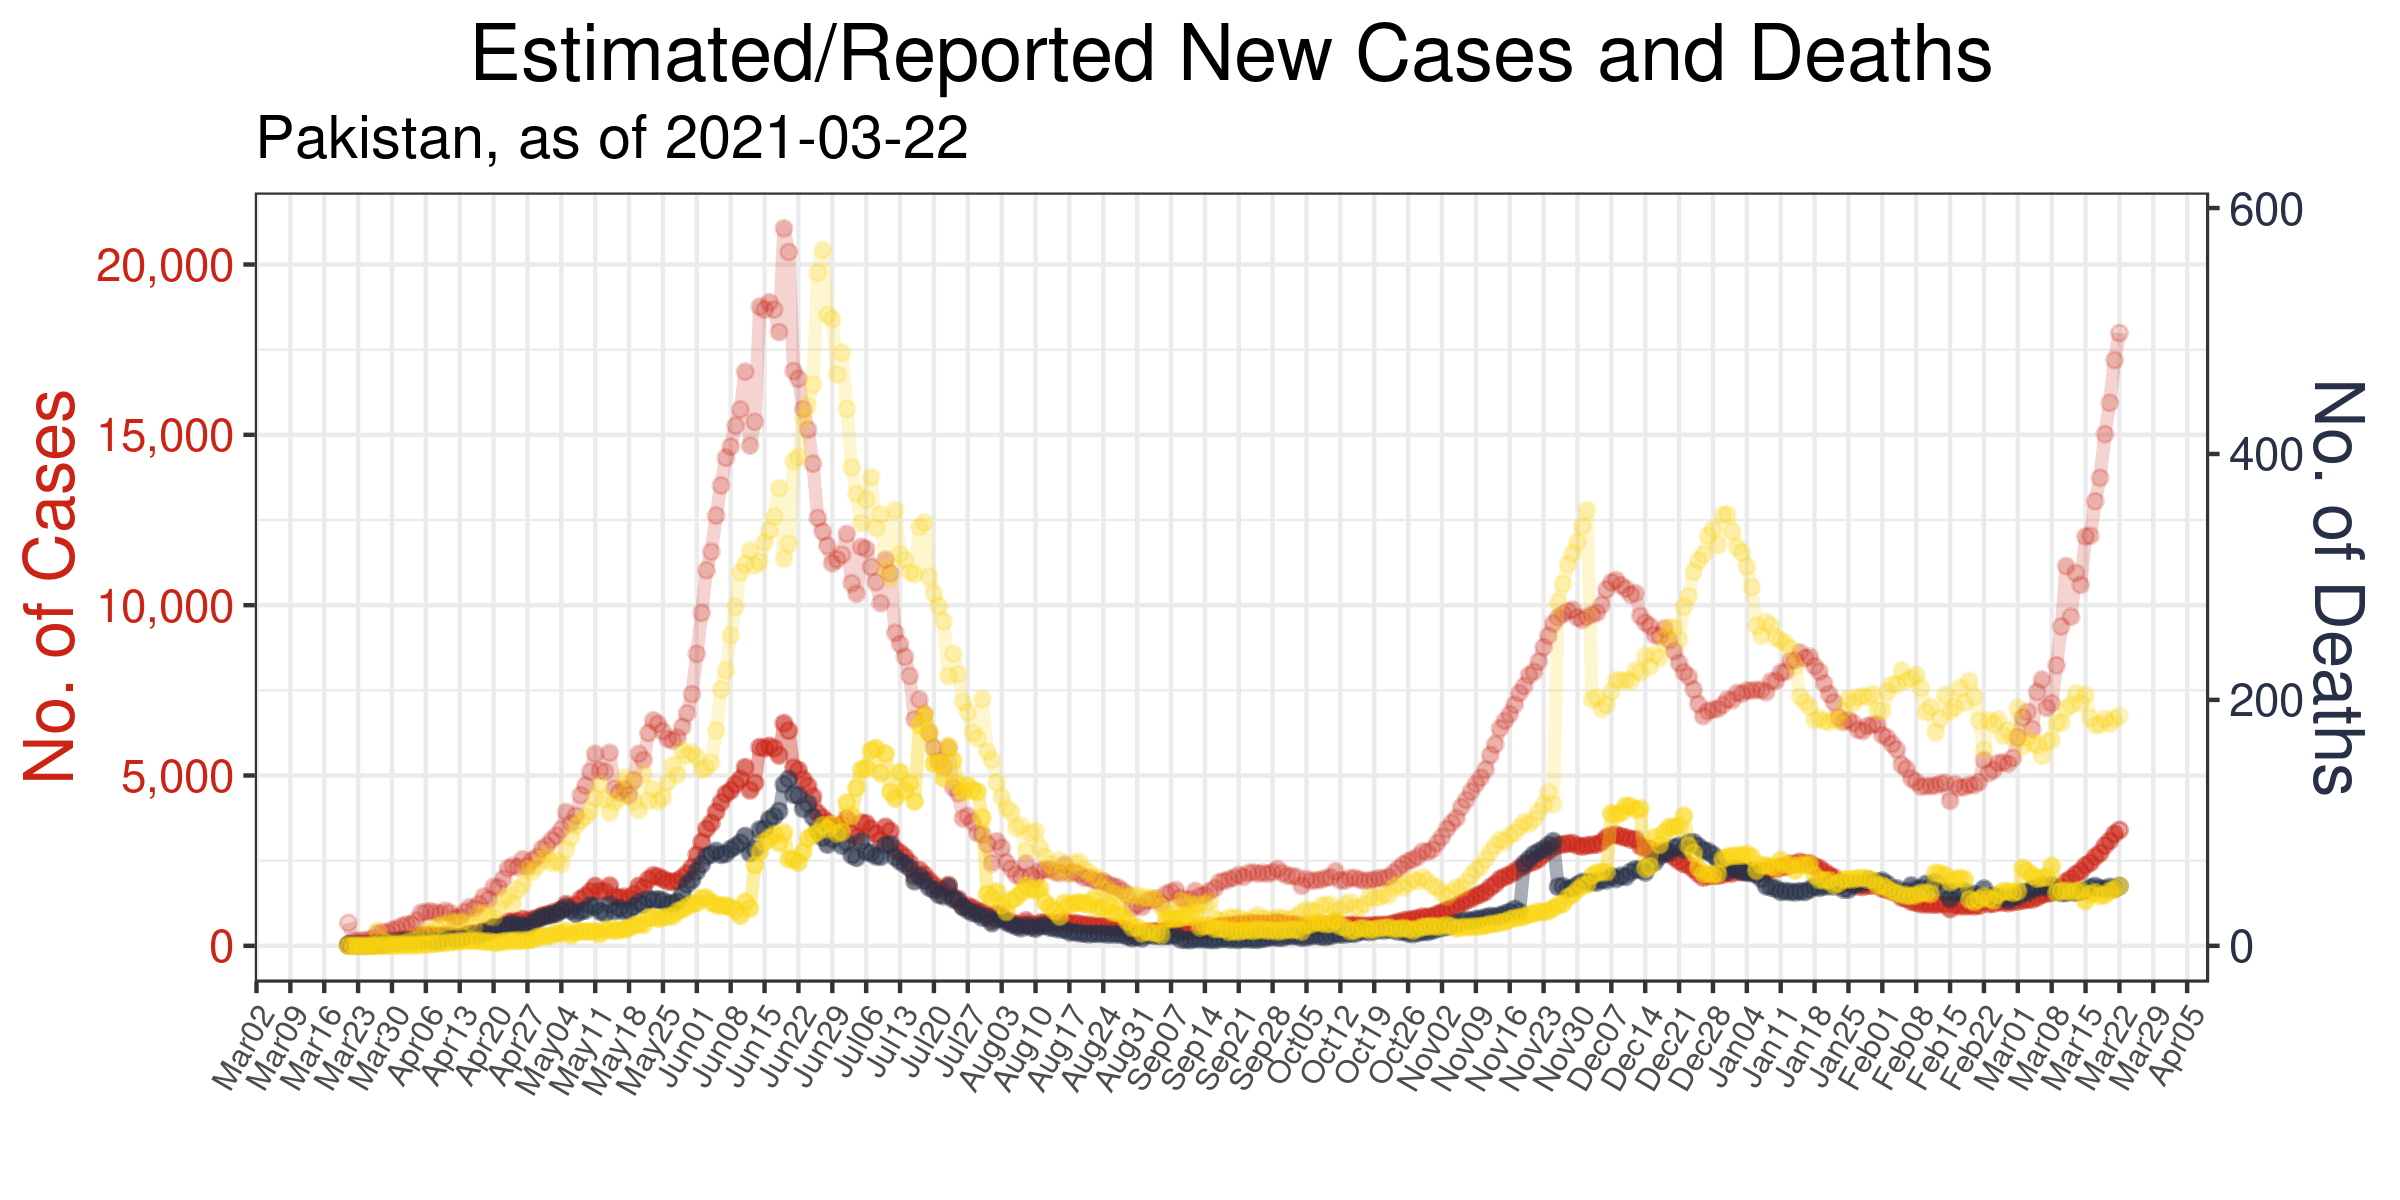 Estimated/Reported New Cases and Deaths
Pakistan, as of 2021-03-22
No. of Cases
20,000
15,000
10,000
5,000
0
600
400
200
0
No. of Deaths
Mar02
Mar09
Mar16
Mar23
Mar30
Apr06
Apr13
Apr20
Apr27
May04
May11
May18
May25
Jun01
Jun08
Jun15
Jun22
Jun29
Jul06
Jul13
Jul20
Jul27
Aug03
Aug10
Aug17
Aug24
Aug31
Sep07
Sep14
Sep21
Sep28
Oct05
Oct12
Oct19
Oct26
Nov02
Nov09
Nov16
Nov23
Nov30
Dec07
Dec14
Dec21
Dec28
Jan04
Jan11
Jan18
Jan25
Feb01
Feb08
Feb15
Feb22
Mar01
Mar08
Mar15
Mar22
Mar29
Apr05